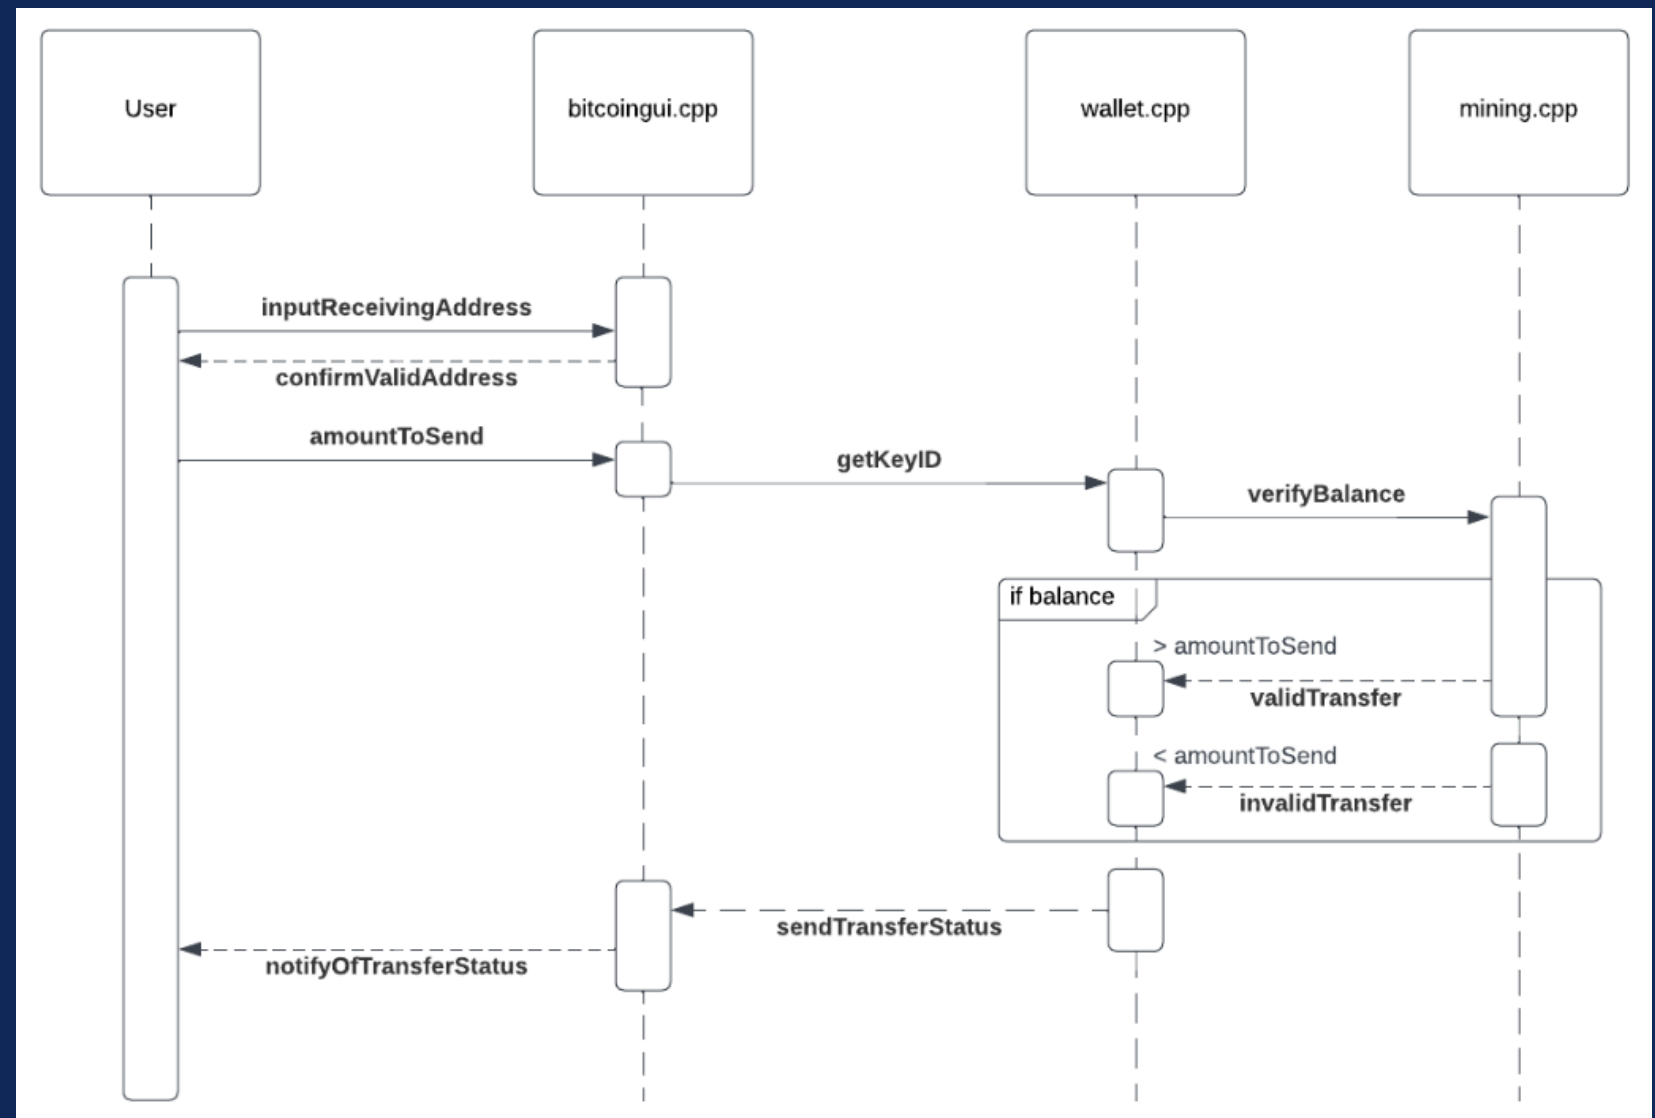 User
bitcoingui.cpp
wallet.cpp
mining.cpp
inputReceivingAddress
confirmValidAddress
amountToSend
getKeyID
verifyBalance
if balance
> amountToSend
validTransfer
< amountToSend
invalidTransfer
sendTransferStatus
notifyOfTransferStatus